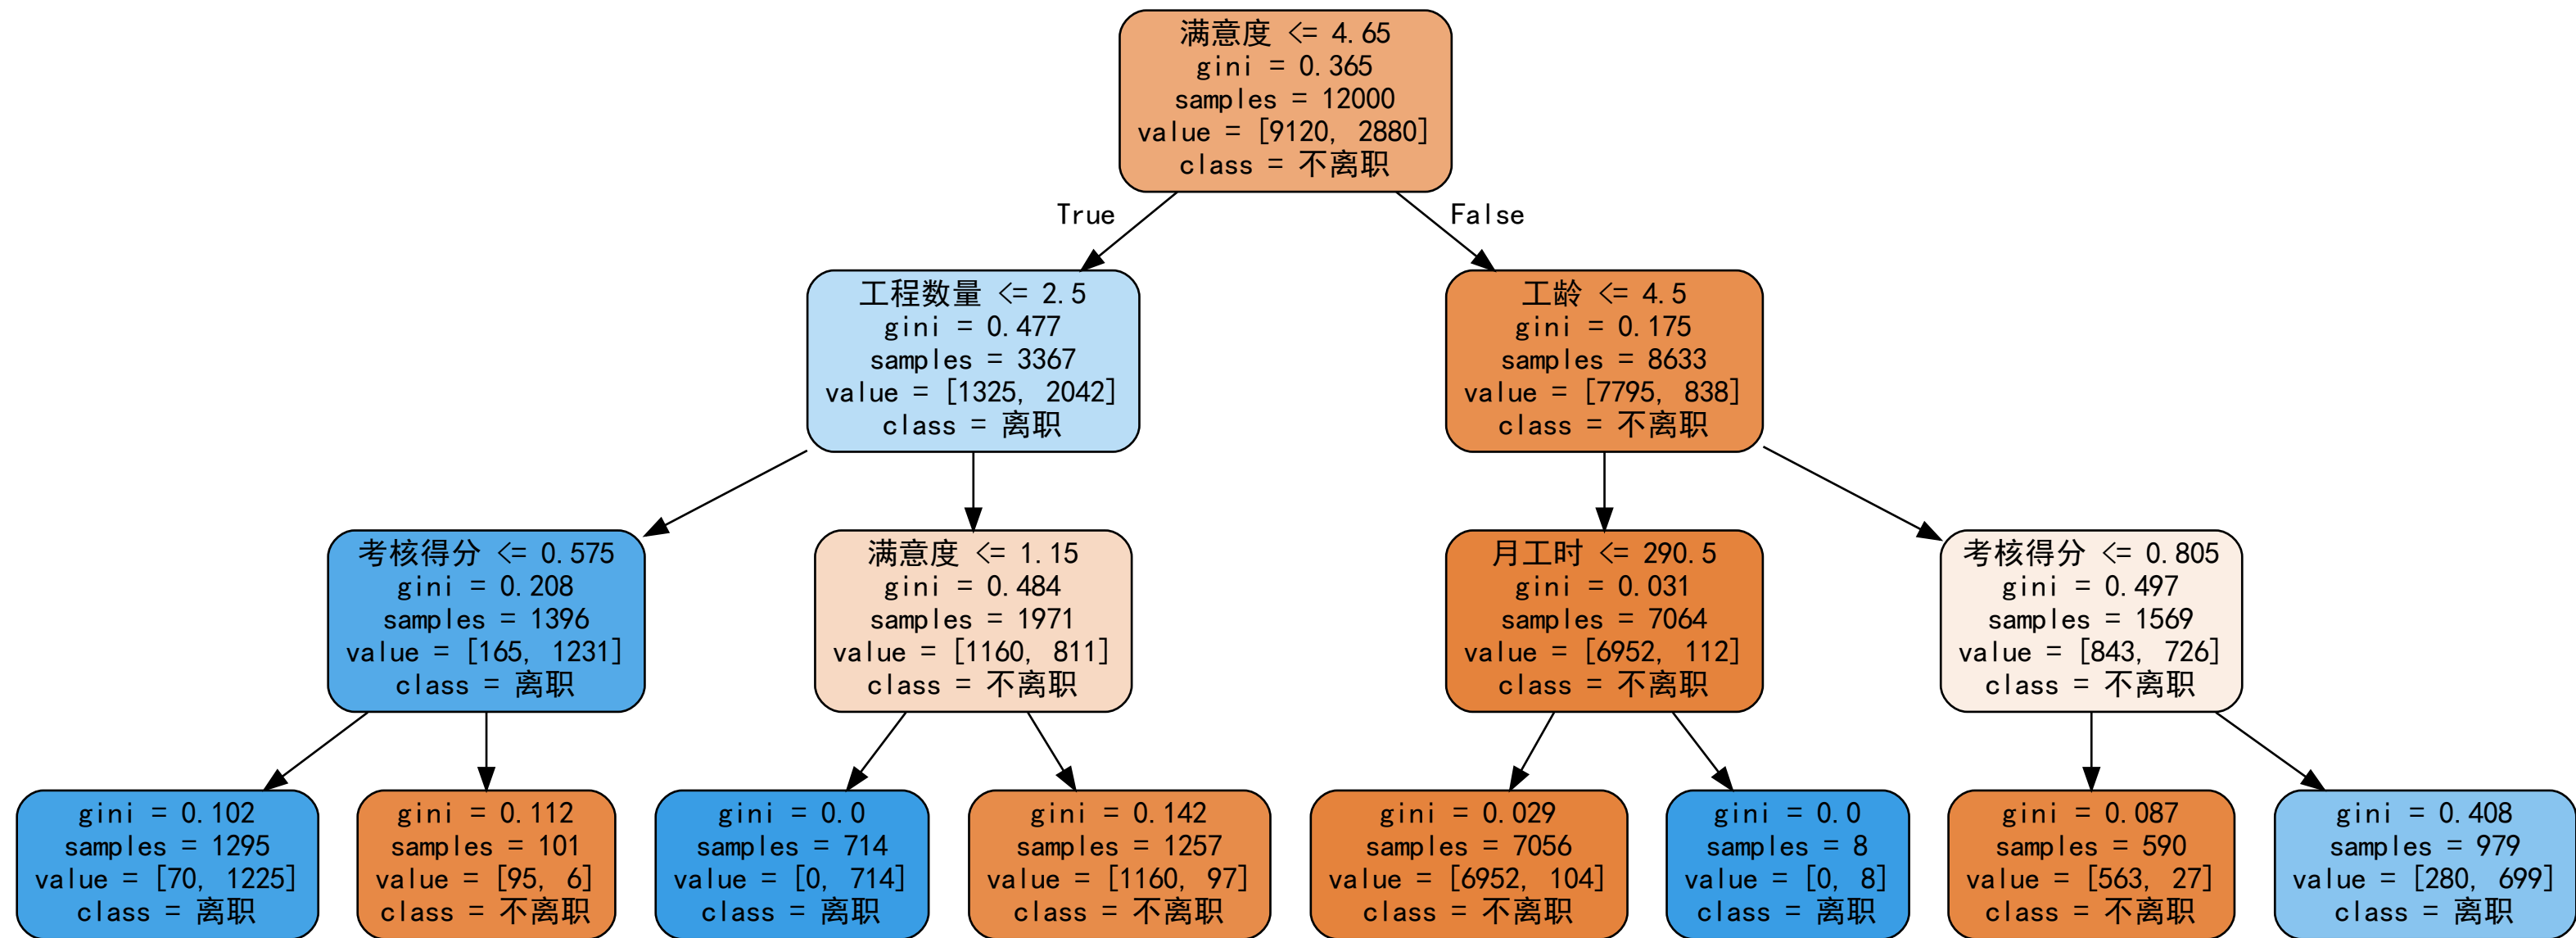 满意度 <= 4.65
gini = 0.365
samples = 12000
value = [9120, 2880]
class = 不离职
True
False
工程数量 <= 2.5
gini = 0.477
samples = 3367
value = [1325, 2042]
class = 离职
工龄 <= 4.5
gini = 0.175
samples = 8633
value = [7795, 838]
class = 不离职
考核得分 <= 0.575
gini = 0.208
samples = 1396
value = [165, 1231]
class = 离职
满意度 <= 1.15
gini = 0.484
samples = 1971
value = [1160, 811]
class = 不离职
月工时 <= 290.5
gini = 0.031
samples = 7064
value = [6952, 112]
class = 不离职
考核得分 <= 0.805
gini = 0.497
samples = 1569
value = [843, 726]
class = 不离职
gini = 0.102
samples = 1295
value = [70, 1225]
class = 离职
gini = 0.112
samples = 101
value = [95, 6]
class = 不离职
gini = 0.0
samples = 714
value = [0, 714]
class = 离职
gini = 0.142
samples = 1257
value = [1160, 97]
class = 不离职
gini = 0.029
samples = 7056
value = [6952, 104]
class = 不离职
gini = 0.0
samples = 8
value = [0, 8]
class = 离职
gini = 0.087
samples = 590
value = [563, 27]
class = 不离职
gini = 0.408
samples = 979
value = [280, 699]
class = 离职